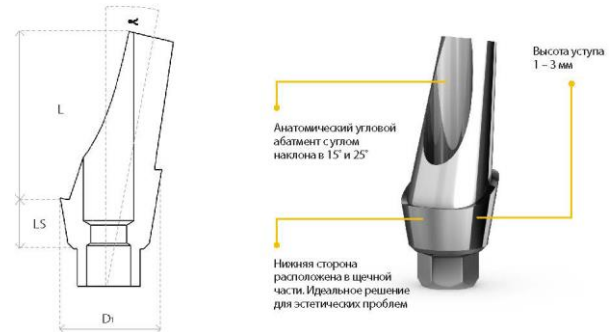 γ
L
LS
D1
Высота уступа
1 – 3 мм
Анатомический угловой
абатмент с углом
наклона в 15° и 25°
Нижняя сторона
расположена в щечной
части. Идеальное решение
для эстетических проблем